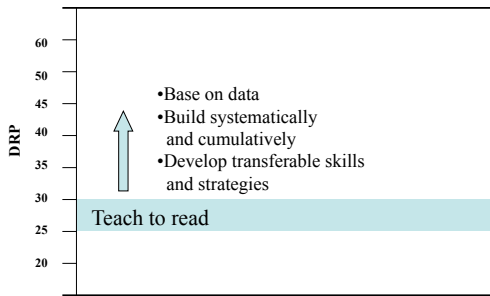 DRP
60
50
45
40
35
30
25
20
•Base on data
•Build systematically
and cumulatively
•Develop transferable skills
and strategies
Teach to read